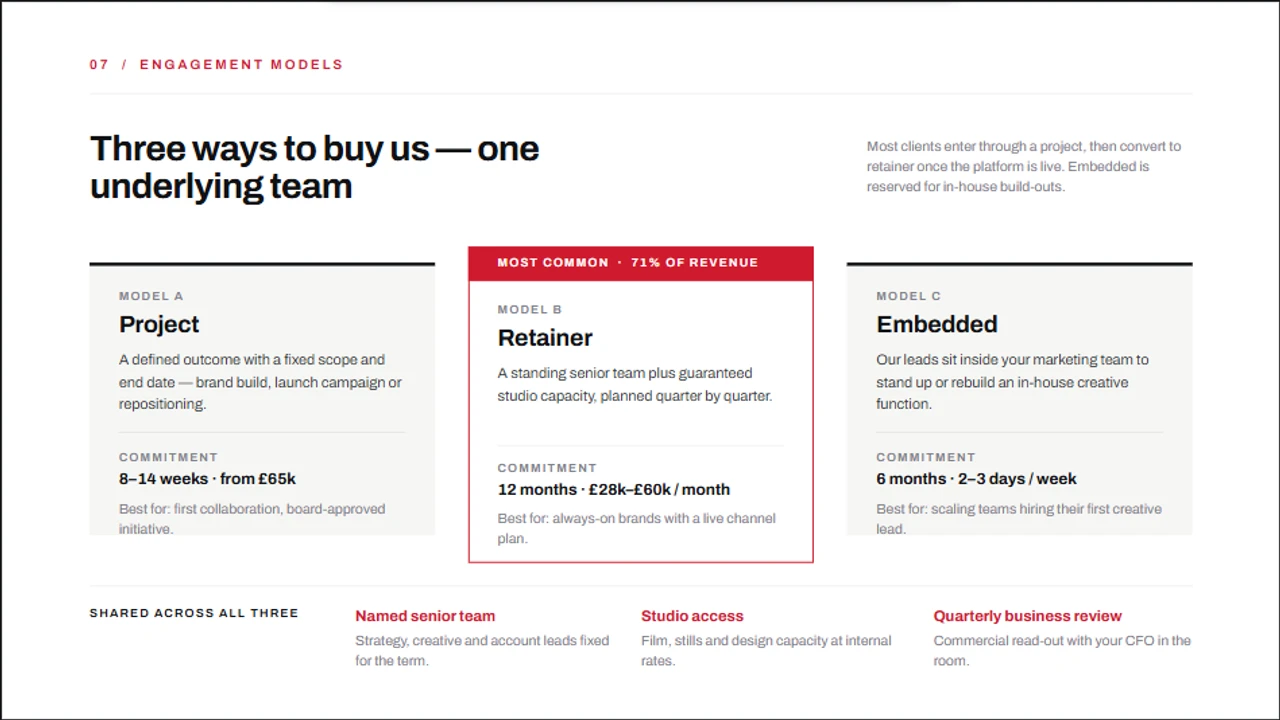 07 / ENGAGEMENT MODELS
Three ways to buy us — one
underlying team
Most clients enter through a project, then convert to
retainer once the platform is live. Embedded is
reserved for in-house build-outs.
MODEL A
Project
A defined outcome with a fixed scope and
end date — brand build, launch campaign or
repositioning.
COMMITMENT
8–14 weeks · from £65k
Best for: first collaboration, board-approved
initiative.
MOST COMMON · 71% OF REVENUE
MODEL B
Retainer
A standing senior team plus guaranteed
studio capacity, planned quarter by quarter.
COMMITMENT
12 months · £28k–£60k / month
Best for: always-on brands with a live channel
plan.
MODEL C
Embedded
Our leads sit inside your marketing team to
stand up or rebuild an in-house creative
function.
COMMITMENT
6 months · 2–3 days / week
Best for: scaling teams hiring their first creative
lead.
SHARED ACROSS ALL THREE
Named senior team
Strategy, creative and account leads fixed
for the term.
Studio access
Film, stills and design capacity at internal
rates.
Quarterly business review
Commercial read-out with your CFO in the
room.